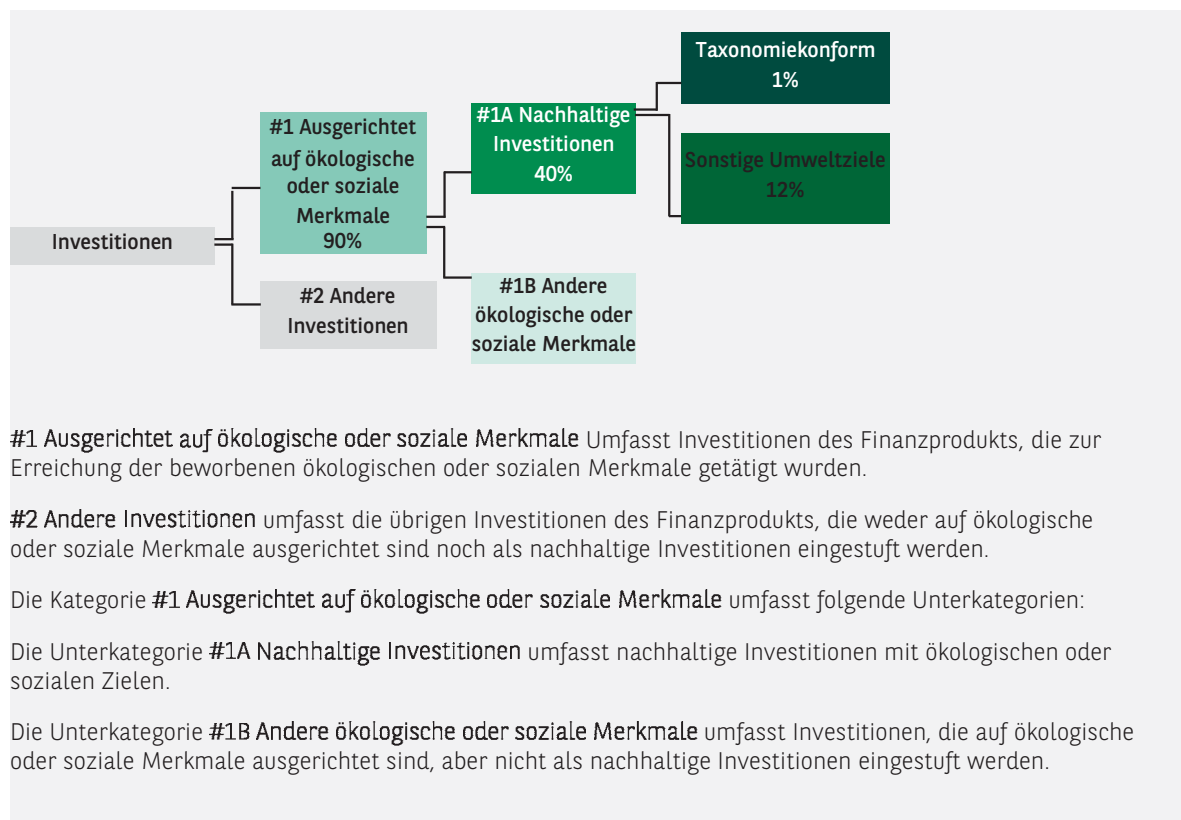 Taxonomiekonform
1%
#1A Nachhaltige
Investitionen
40%
Sonstige Umweltziele
12%
#1 Ausgerichtet
auf ökologische
oder soziale
Merkmale
90%
Investitionen
#2 Andere
Investitionen
#1B Andere
ökologische oder
soziale Merkmale
#1 Ausgerichtet auf ökologische oder soziale Merkmale Umfasst Investitionen des Finanzprodukts, die zur
Erreichung der beworbenen ökologischen oder sozialen Merkmale getätigt wurden.
#2 Andere Investitionen umfasst die übrigen Investitionen des Finanzprodukts, die weder auf ökologische
oder soziale Merkmale ausgerichtet sind noch als nachhaltige Investitionen eingestuft werden.
Die Kategorie #1 Ausgerichtet auf ökologische oder soziale Merkmale umfasst folgende Unterkategorien:
Die Unterkategorie #1A Nachhaltige Investitionen umfasst nachhaltige Investitionen mit ökologischen oder
sozialen Zielen.
Die Unterkategorie #1B Andere ökologische oder soziale Merkmale umfasst Investitionen, die auf ökologische
oder soziale Merkmale ausgerichtet sind, aber nicht als nachhaltige Investitionen eingestuft werden.